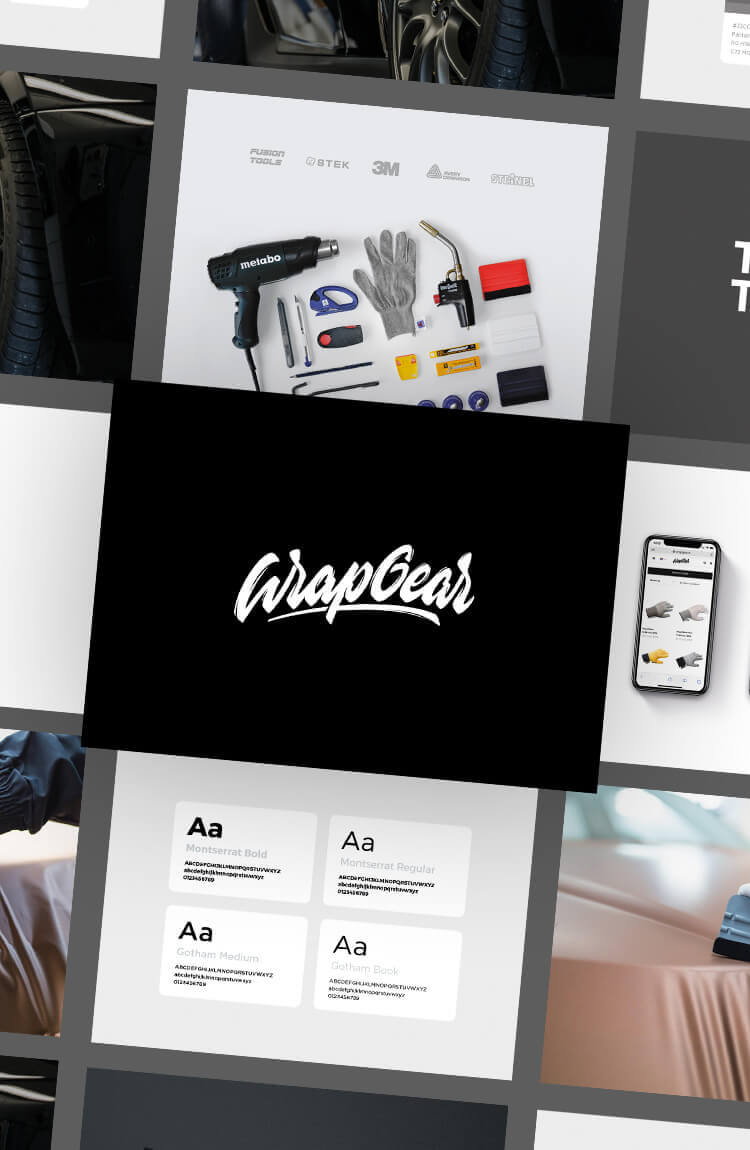 FUSION
TOOLS
STEK
3M
AVERY
DENNISON
STEINEL
metabo
T
T
WrapGear
WrapGear
Aa
Montserrat Bold
ABCDEFGHIJKLMNOPQRSTUVWXYZ
abcdefghijklmnopqrstuvwxyz
0123456789
Aa
Montserrat Regular
ABCDEFGHIJKLMNOPQRSTUVWXYZ
abcdefghijklmnopqrstuvwxyz
0123456789
Aa
Gotham Medium
ABCDEFGHIJKLMNOPQRSTUVWXYZ
abcdefghijklmnopqrstuvwxyz
0123456789
Aa
Gotham Book
ABCDEFGHIJKLMNOPQRSTUVWXYZ
abcdefghijklmnopqrstuvwxyz
0123456789